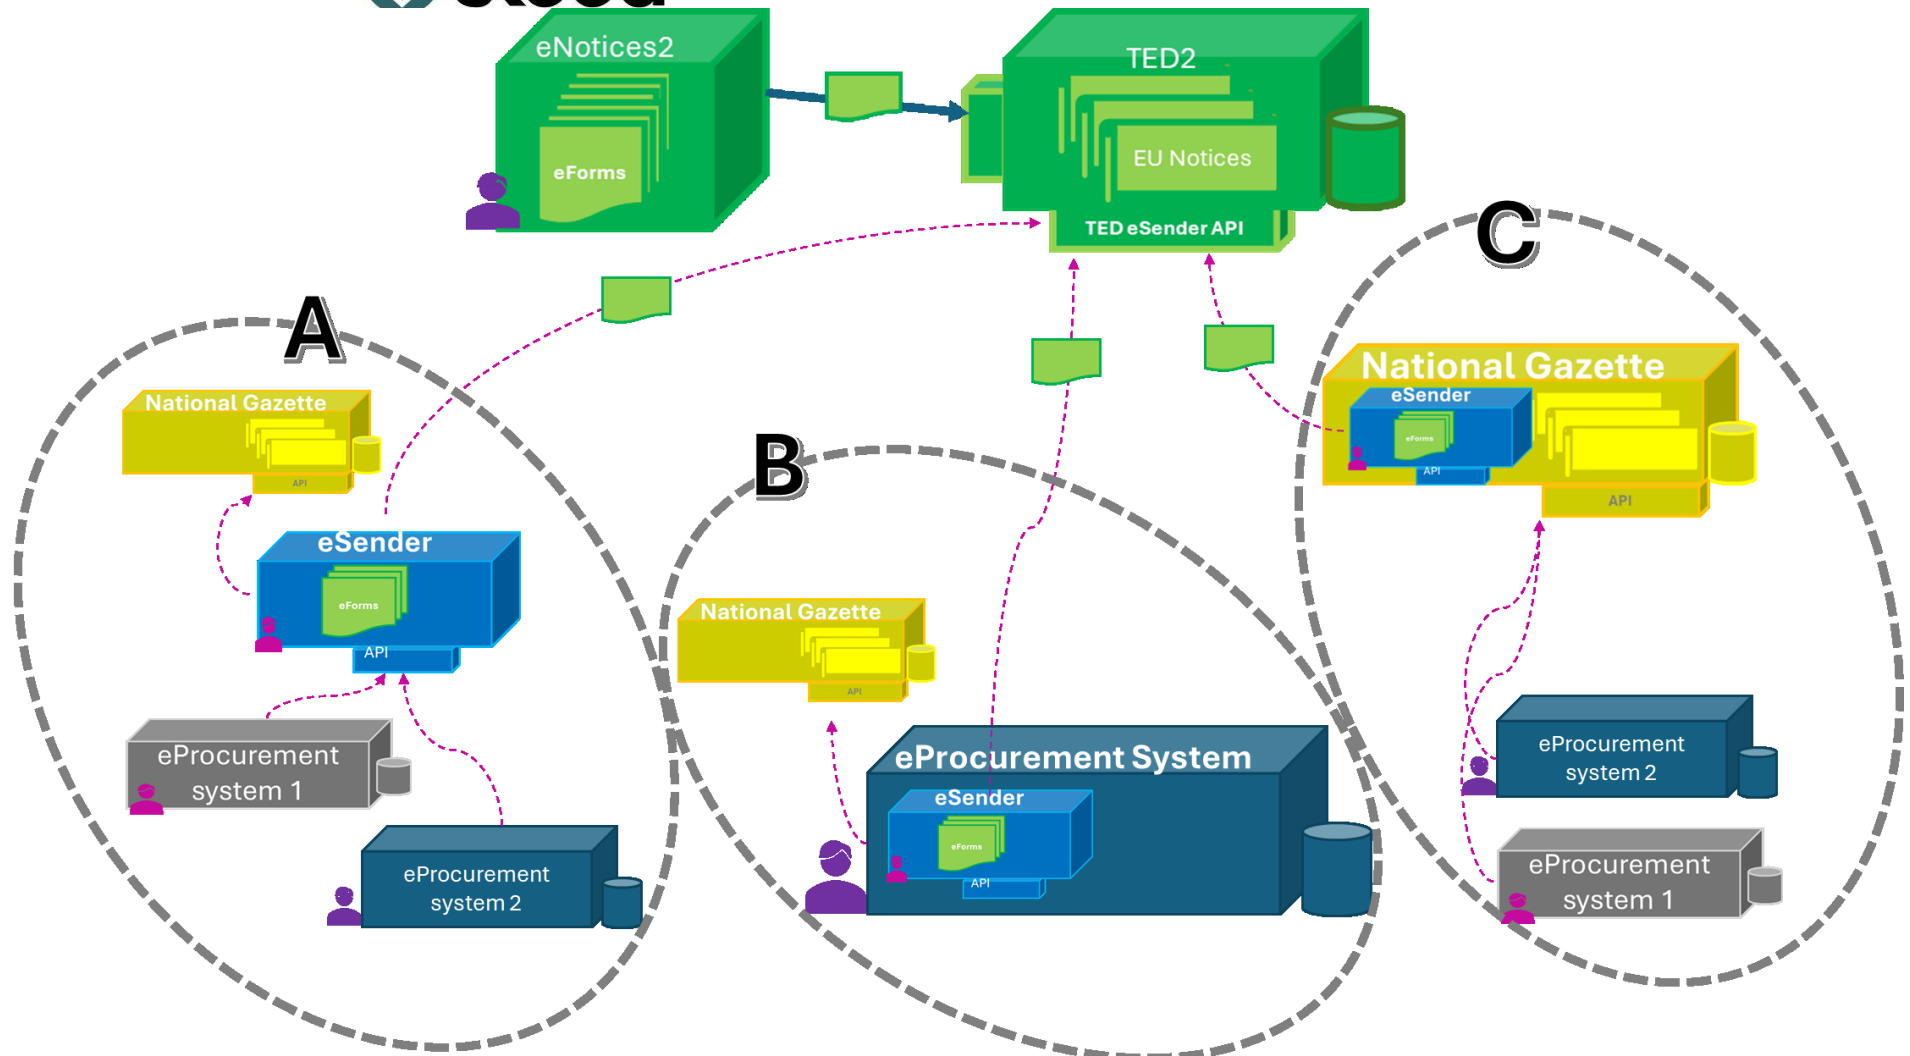 eNotices2
eForms
TED2
EU Notices
TED eSender API
A
National Gazette
API
eSender
eForms
API
eProcurement
system 1
eProcurement
system 2
B
National Gazette
API
eProcurement System
eSender
eForms
API
C
National Gazette
eSender
eForms
API
API
eProcurement
system 2
eProcurement
system 1